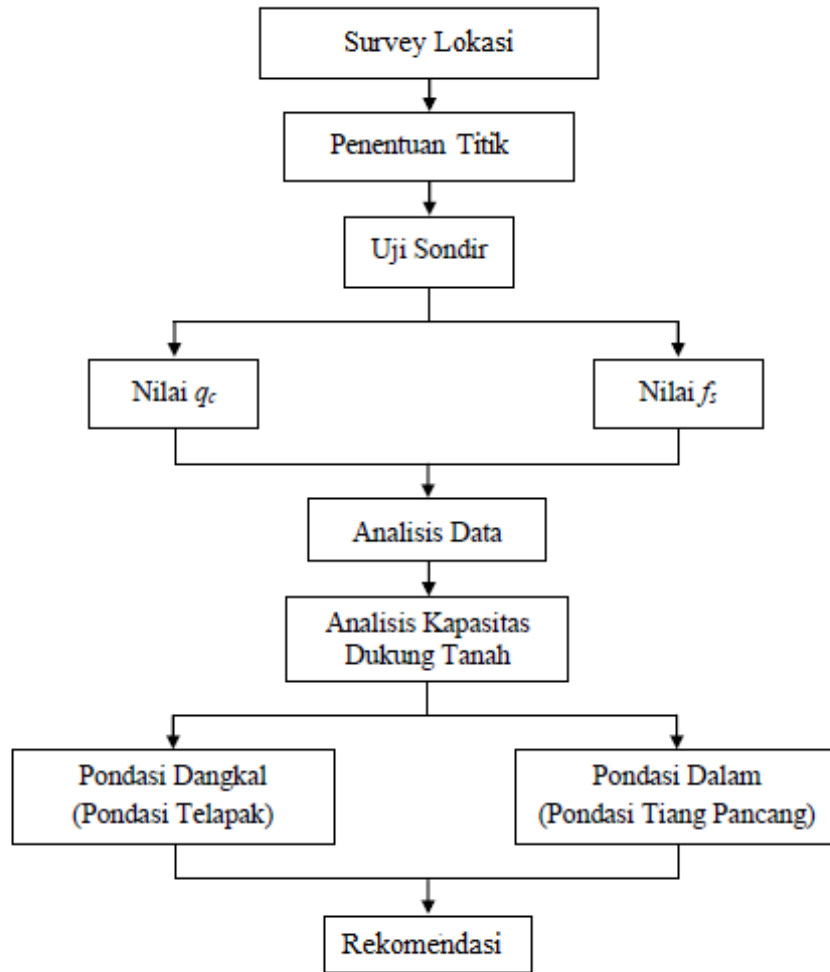 Survey Lokasi
Penentuan Titik
Uji Sondir
Nilai qc
Nilai fs
Analisis Data
Analisis Kapasitas
Dukung Tanah
Pondasi Dangkal
(Pondasi Telapak)
Pondasi Dalam
(Pondasi Tiang Pancang)
Rekomendasi